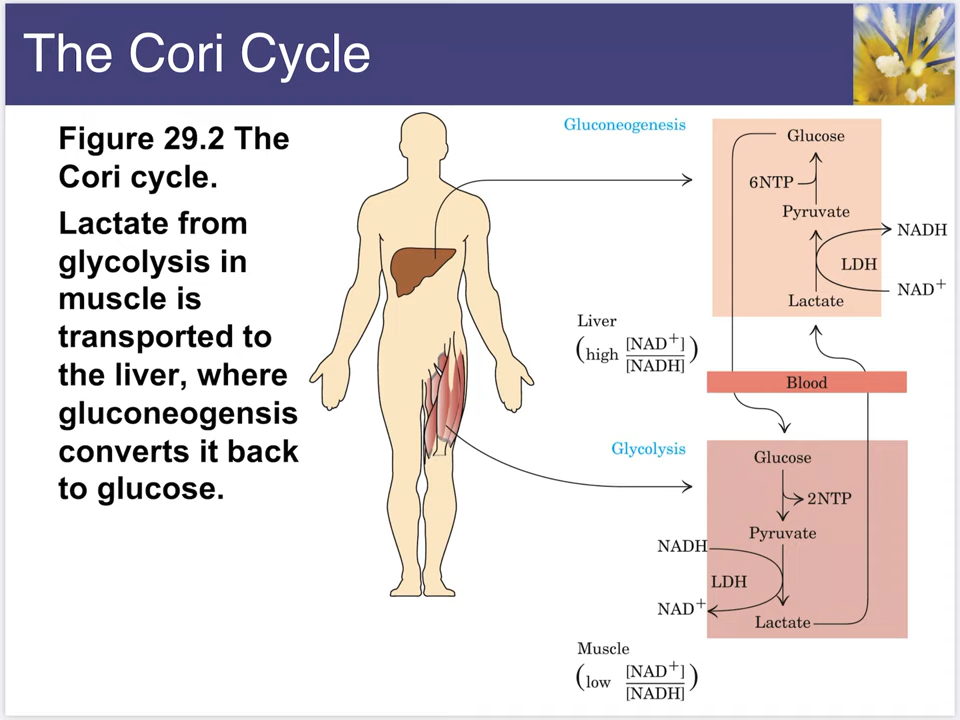 The Cori Cycle
Figure 29.2 The
Cori cycle.
Lactate from
glycolysis in
muscle is
transported to
the liver, where
gluconeogensis
converts it back
to glucose.
Gluconeogenesis
Glucose
6NTP
Pyruvate
NADH
LDH
NAD+
Lactate
Liver
(high [NAD+]
[NADH])
Blood
Glycolysis
Glucose
2NTP
Pyruvate
NADH
LDH
NAD+
Lactate
Muscle
(low [NAD+]
[NADH])